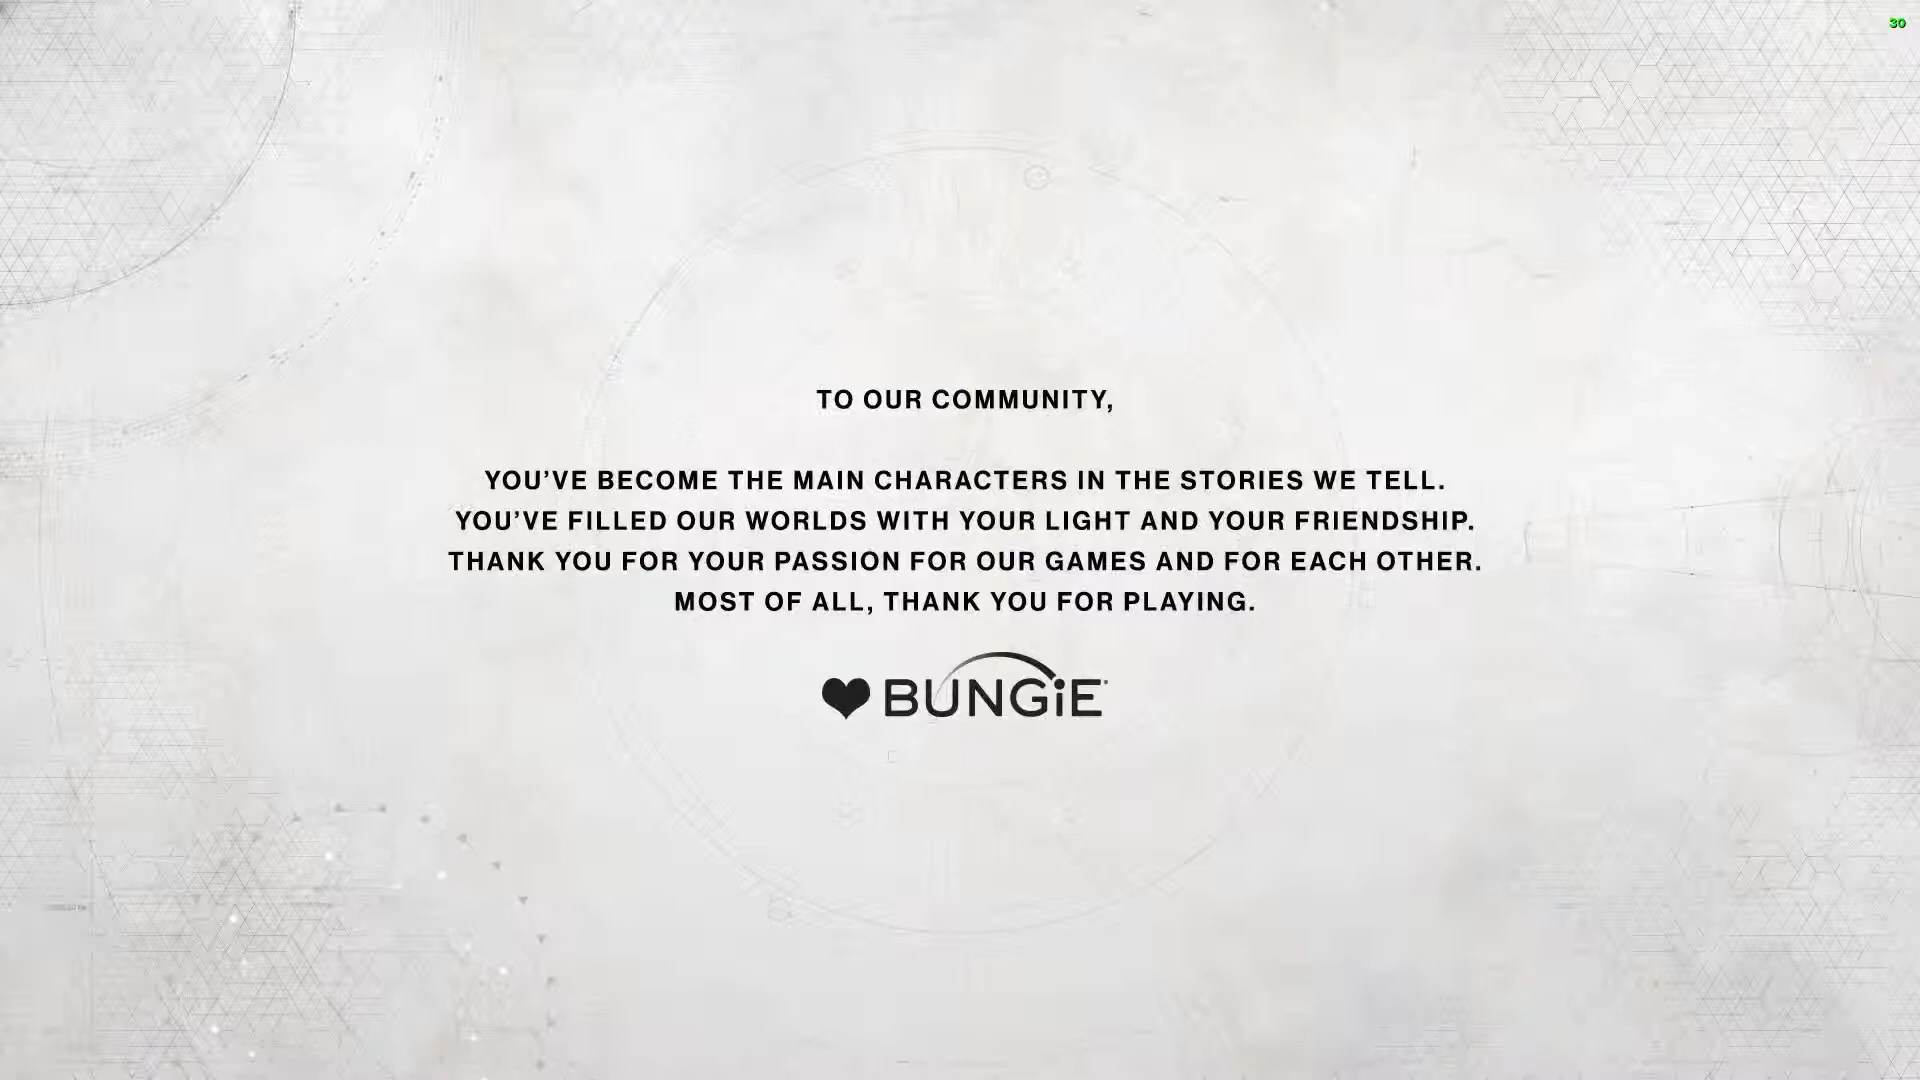 30
TO OUR COMMUNITY,
YOU’VE BECOME THE MAIN CHARACTERS IN THE STORIES WE TELL.
YOU’VE FILLED OUR WORLDS WITH YOUR LIGHT AND YOUR FRIENDSHIP.
THANK YOU FOR YOUR PASSION FOR OUR GAMES AND FOR EACH OTHER.
MOST OF ALL, THANK YOU FOR PLAYING.
BUNGiE